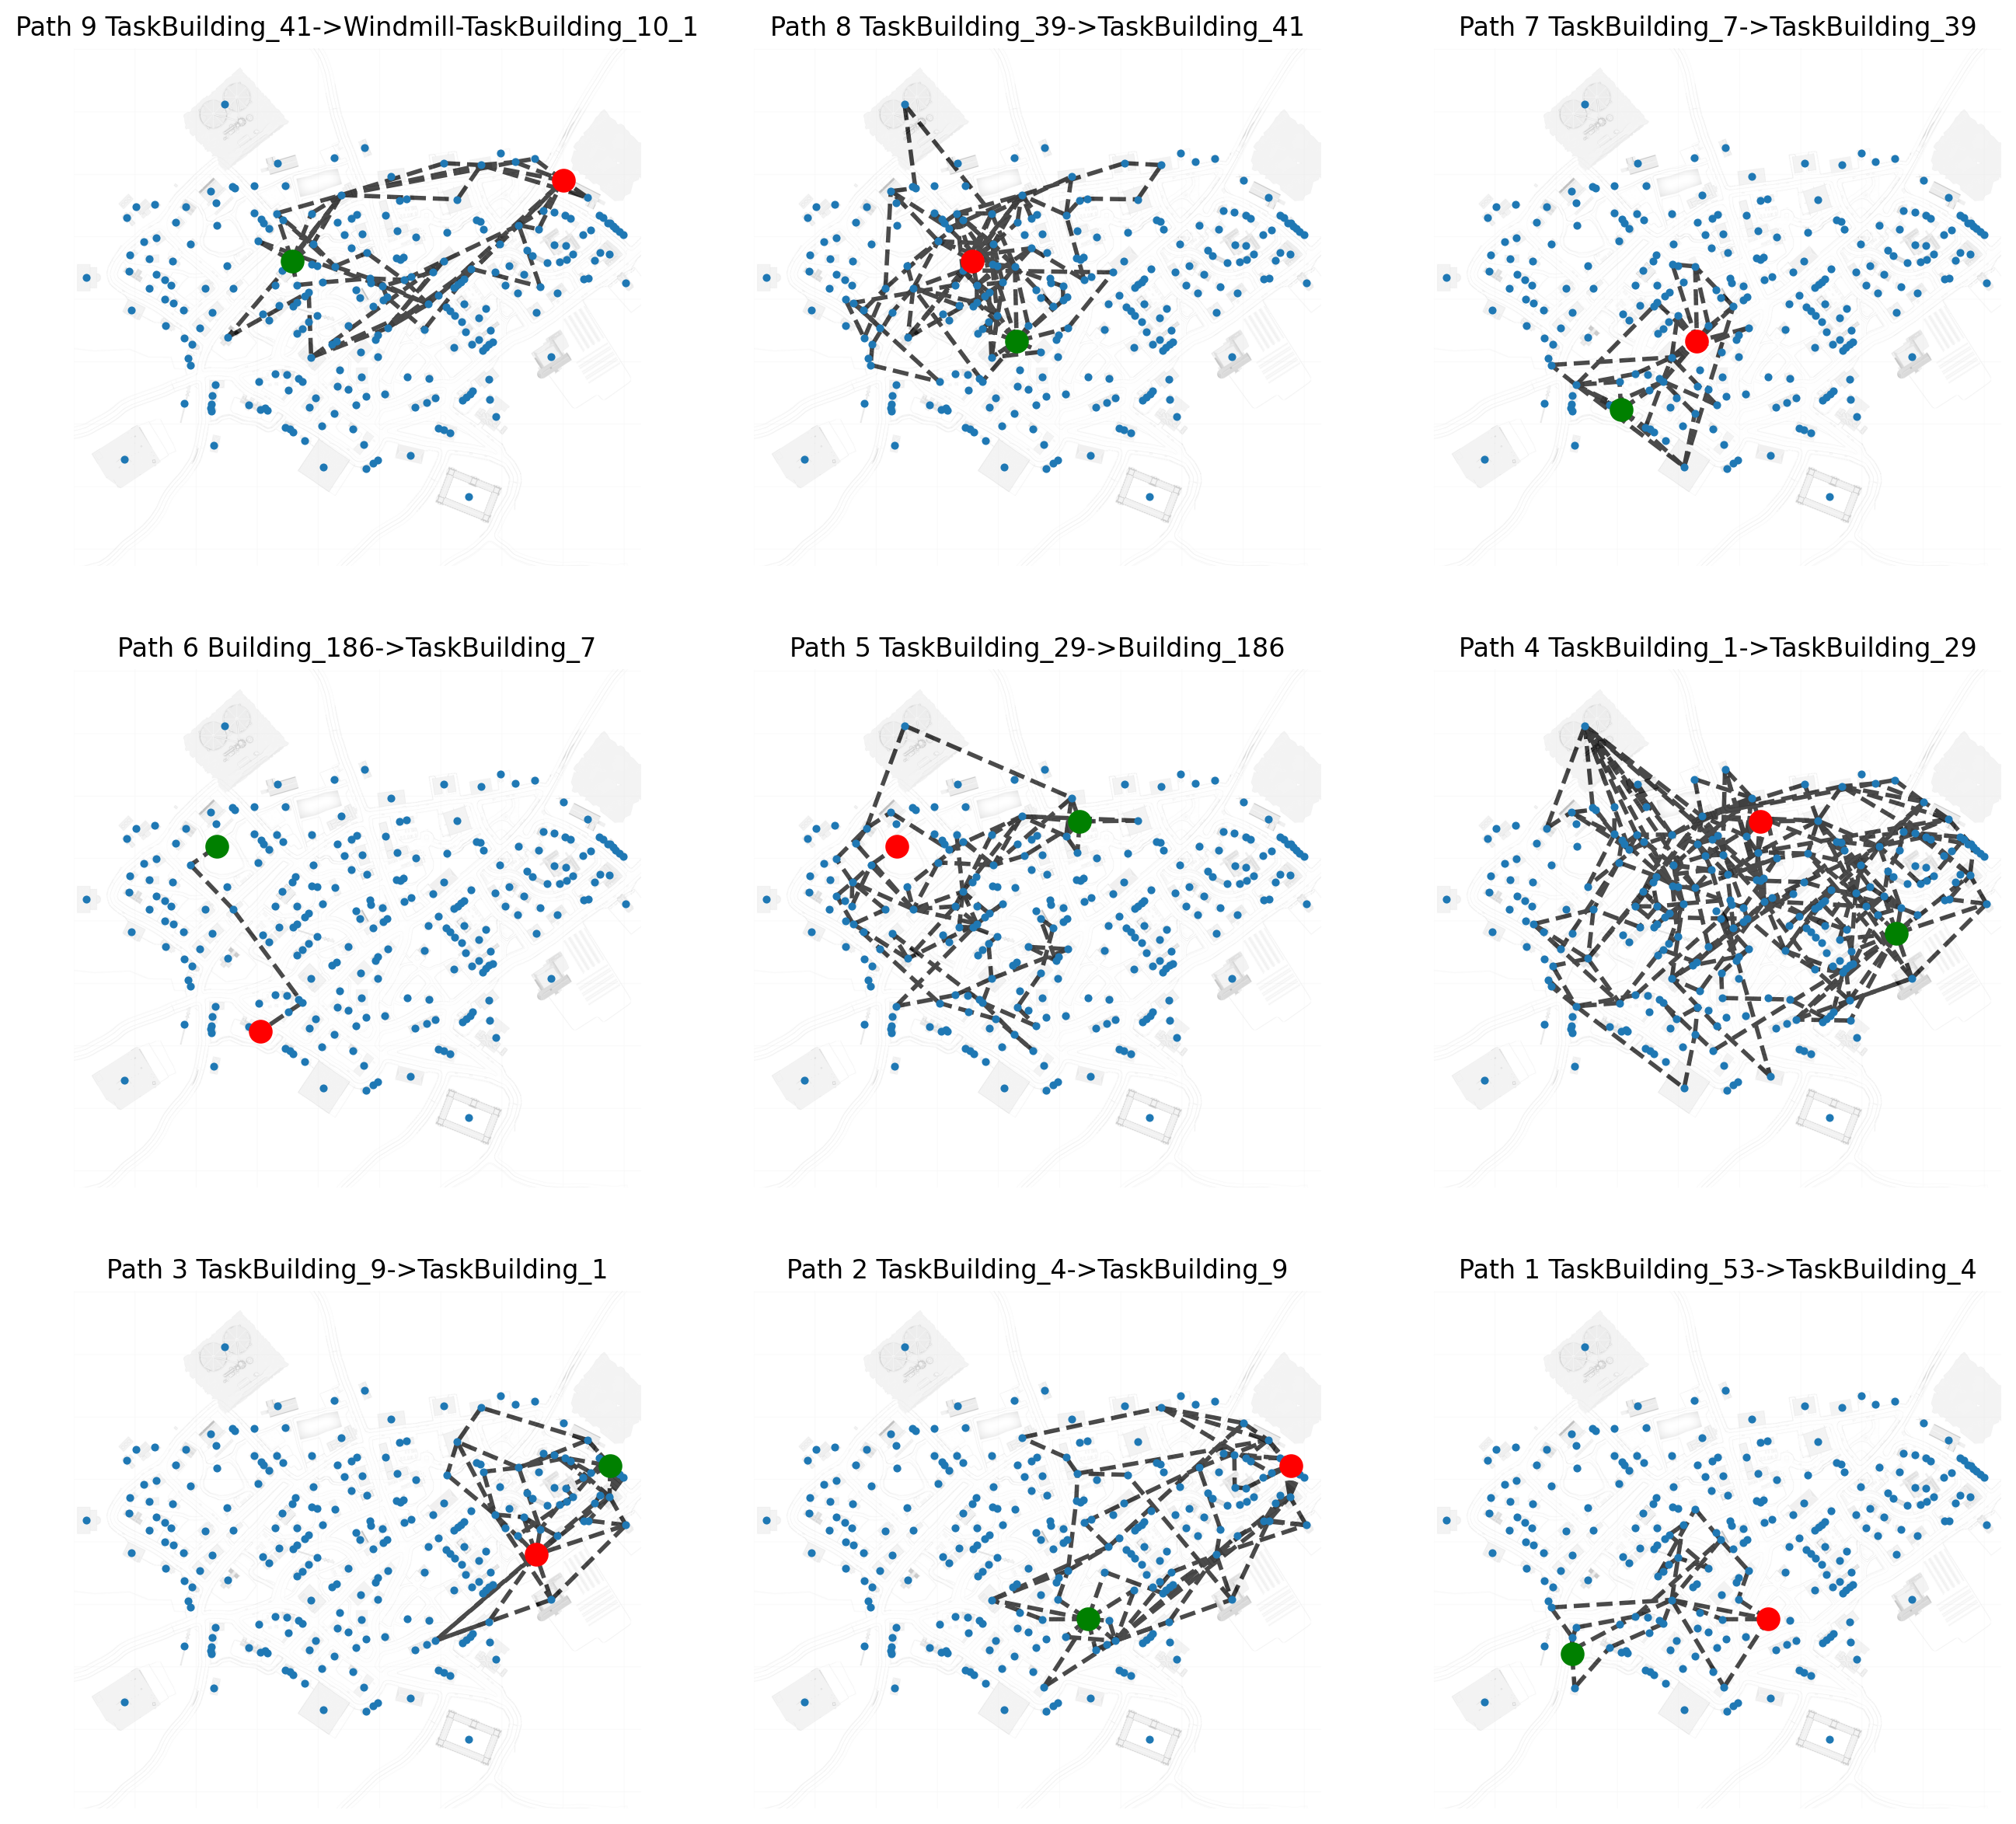 Path 9 TaskBuilding_41->Windmill-TaskBuilding_10_1
Path 8 TaskBuilding_39->TaskBuilding_41
Path 7 TaskBuilding_7->TaskBuilding_39
Path 6 Building_186->TaskBuilding_7
Path 5 TaskBuilding_29->Building_186
Path 4 TaskBuilding_1->TaskBuilding_29
Path 3 TaskBuilding_9->TaskBuilding_1
Path 2 TaskBuilding_4->TaskBuilding_9
Path 1 TaskBuilding_53->TaskBuilding_4